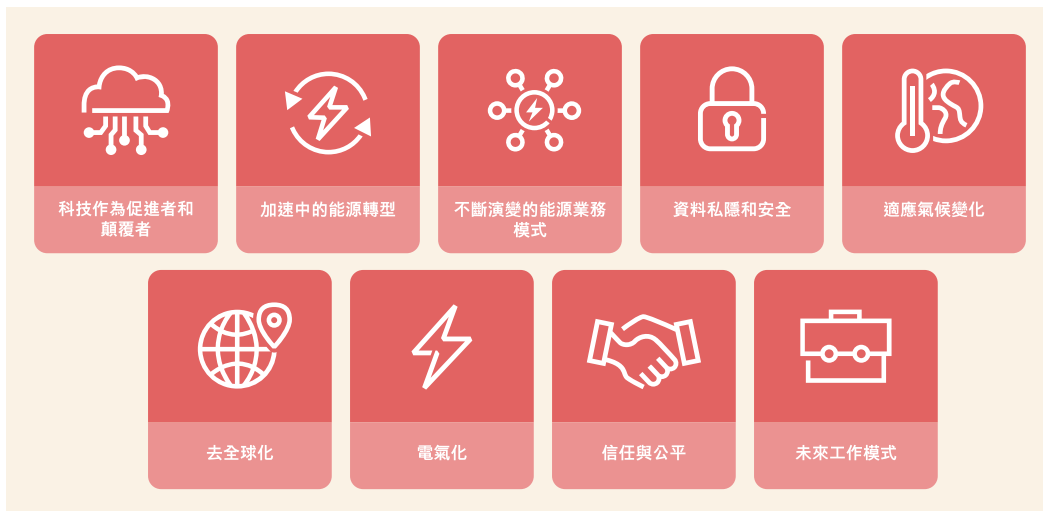 科技作為促進者和
顛覆者
加速中的能源轉型
不斷演變的能源業務
模式
資料私隱和安全
適應氣候變化
去全球化
電氣化
信任與公平
未來工作模式